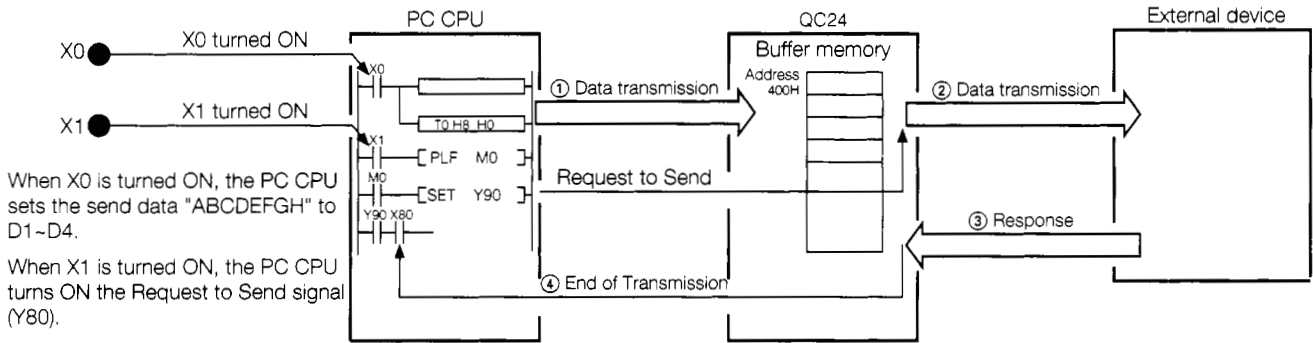 PC CPU
QC24
External device
X0
X0 turned ON
X1
X1 turned ON
When X0 is turned ON, the PC CPU
sets the send data "ABCDEFGH" to
D1~D4.
When X1 is turned ON, the PC CPU
turns ON the Request to Send signal
(Y80).
X0
T0 H8 H0
X1
PLF M0
M0
SET Y90
Y90 X80
① Data transmission
Request to Send
④ End of Transmission
Buffer memory
Address
400H
② Data transmission
③ Response